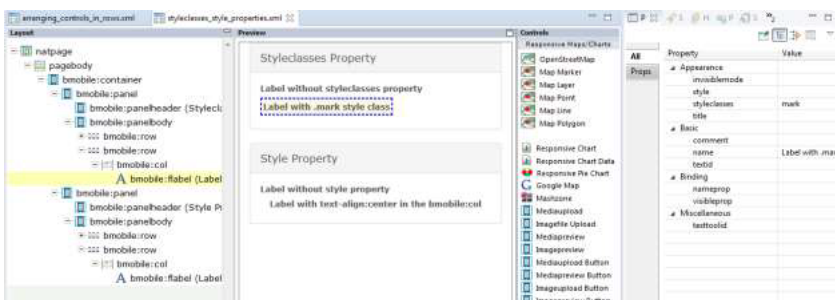 arranging_controls_in_rows.xml
styleclasses_style_properties.xml
Layout
natpage
pagebody
bmobile:container
bmobile:panel
bmobile:panelheader (Stylecl
bmobile:panelbody
bmobile:row
bmobile:row
bmobile:col
bmobile:flabel (Label
bmobile:panel
bmobile:panelheader (Style P
bmobile:panelbody
bmobile:row
bmobile:row
bmobile:col
bmobile:flabel (Label
Preview
Styleclasses Property
Label without styleclasses property
Label with .mark style class
Style Property
Label without style property
Label with text-align:center in the bmobile:col
Controls
Responsive Maps/Charts
OpenStreetMap
Map Marker
Map Layer
Map Point
Map Line
Map Polygon
Responsive Chart
Responsive Chart Data
Responsive Pie Chart
Google Map
Mashzone
Mediaupload
Imagefile Upload
Mediapreview
Imagepreview
Mediaupload Button
Mediapreview Button
Imageupload Button
Imagepreview Button
All
Props
Property Value
Appearance
invisiblemode
style
styleclasses mark
title
Basic
comment
name Label with .mar
textid
Binding
nameprop
visibleprop
Miscellaneous
testtoolid